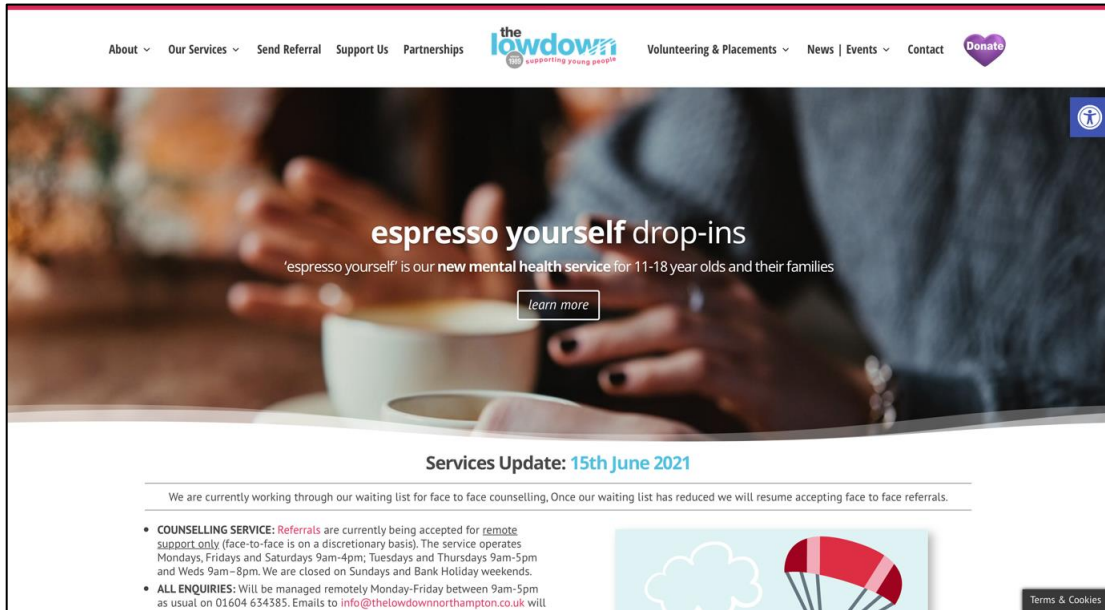 About
Our Services
Send Referral
Support Us
Partnerships
the
lowdown
1989
supporting young people
Volunteering & Placements
News | Events
Contact
Donate
espresso yourself drop-ins
'espresso yourself' is our new mental health service for 11-18 year olds and their families
learn more
Services Update: 15th June 2021
We are currently working through our waiting list for face to face counselling, Once our waiting list has reduced we will resume accepting face to face referrals.
COUNSELLING SERVICE: Referrals are currently being accepted for remote
support only (face-to-face is on a discretionary basis). The service operates
Mondays, Fridays and Saturdays 9am-4pm; Tuesdays and Thursdays 9am-5pm
and Weds 9am–8pm. We are closed on Sundays and Bank Holiday weekends.
ALL ENQUIRIES: Will be managed remotely Monday-Friday between 9am-5pm
as usual on 01604 634385. Emails to info@thelowdownnorthampton.co.uk will
Terms & Cookies